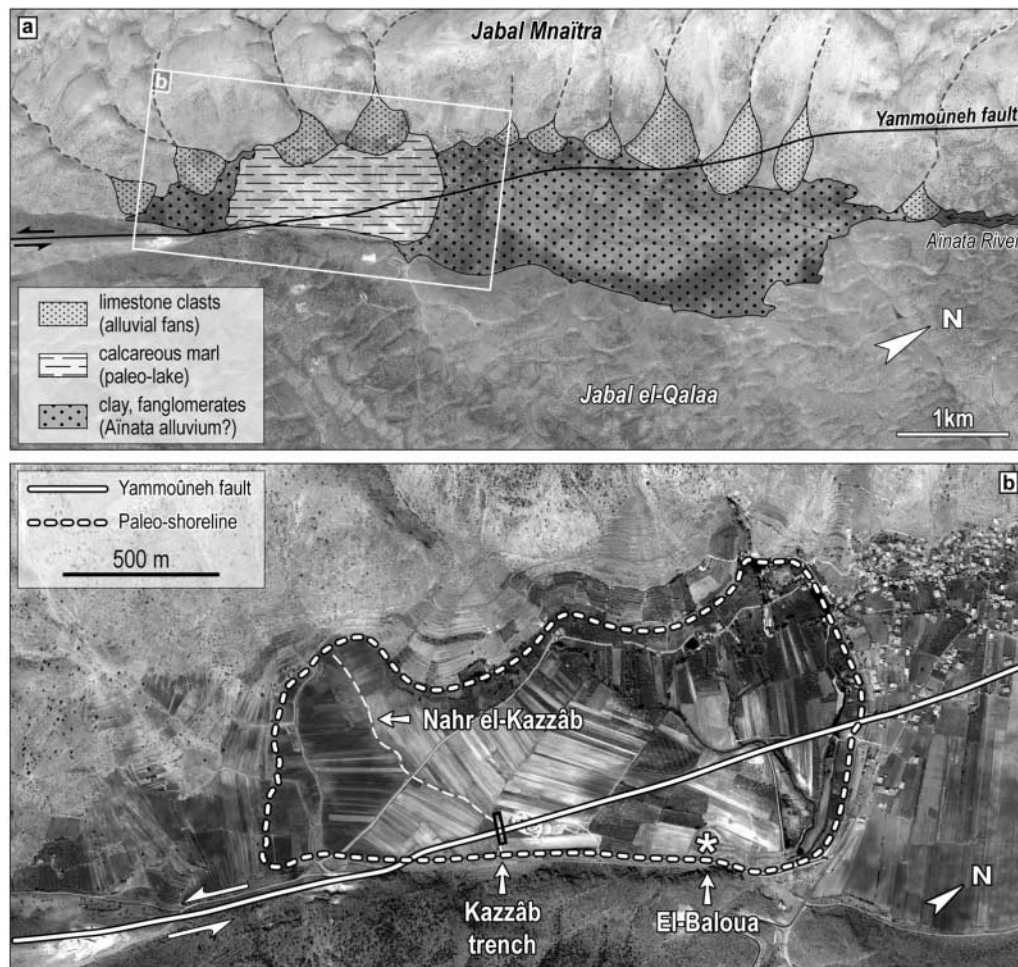 a
Jabal Mnaïtra
b
Yammoûneh fault
Aïnata River
limestone clasts
(alluvial fans)
calcareous marl
(paleo-lake)
clay, fanglomerates
(Aïnata alluvium?)
N
Jabal el-Qalaa
1km
Yammoûneh fault
Paleo-shoreline
500 m
b
Nahr el-Kazzâb
*
N
Kazzâb
trench
El-Baloua